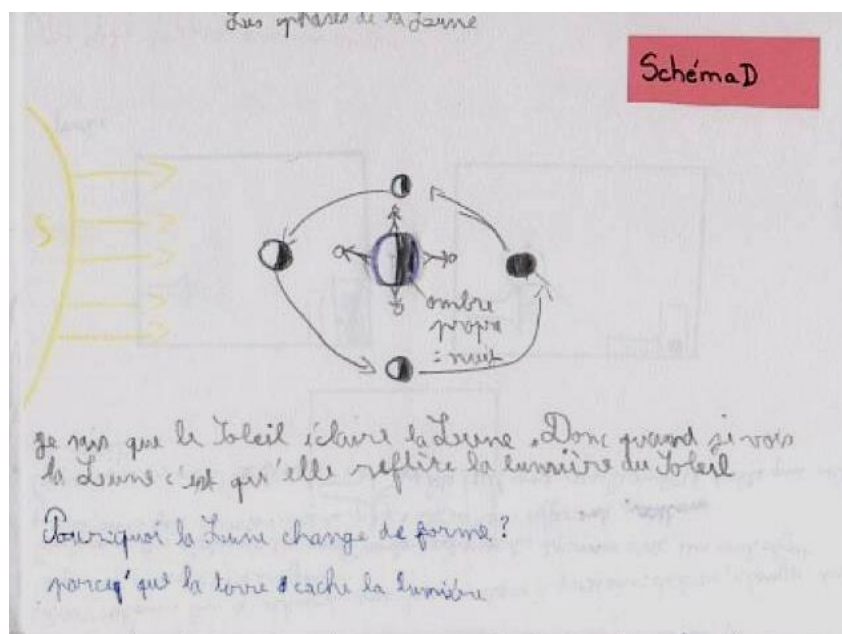 Les phases de la Lune
Schéma D
S
ombre
propre
= nuit
Je sais que le Soleil éclaire la Lune. Donc quand je vois
la Lune c'est qu'elle reflète la lumière du Soleil
Pourquoi la Lune change de forme ?
parceq' que la terre cache la lumière